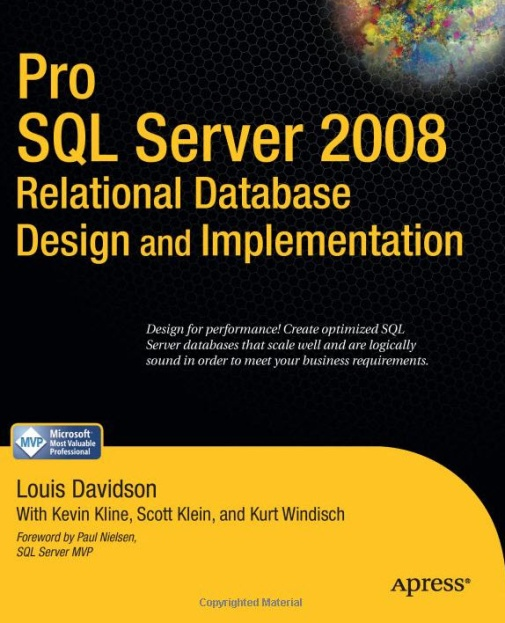 Pro
SQL Server 2008
Relational Database
Design and Implementation
Design for performance! Create optimized SQL
Server databases that scale well and are logically
sound in order to meet your business requirements.
MVP
Microsoft®
Most Valuable
Professional
Louis Davidson
With Kevin Kline, Scott Klein, and Kurt Windisch
Foreword by Paul Nielsen,
SQL Server MVP
Apress®
Copyrighted Material